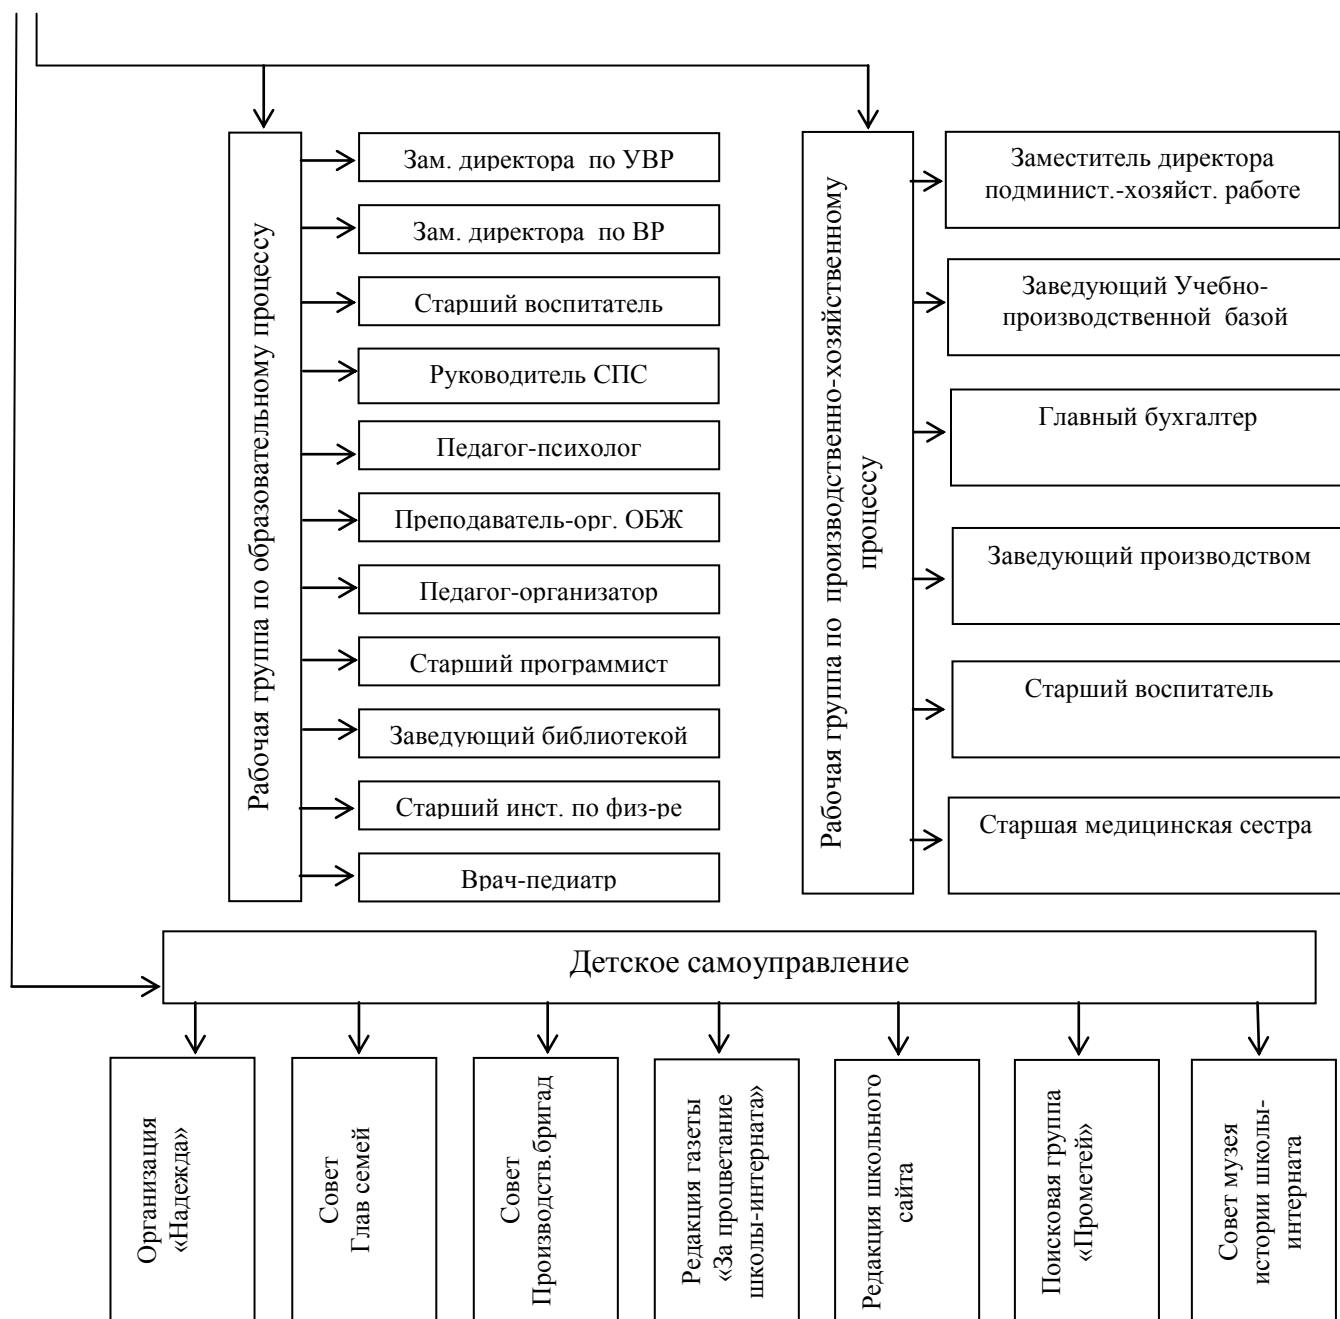 Рабочая группа по образовательному процессу
Зам. директора по УВР
Зам. директора по ВР
Старший воспитатель
Руководитель СПС
Педагог-психолог
Преподаватель-орг. ОБЖ
Педагог-организатор
Старший программист
Заведующий библиотекой
Старший инст. по физ-ре
Врач-педиатр
Рабочая группа по производственно-хозяйственному
процессу
Заместитель директора
подминист.-хозяйст. работе
Заведующий Учебно-
производственной базой
Главный бухгалтер
Заведующий производством
Старший воспитатель
Старшая медицинская сестра
Детское самоуправление
Организация
«Надежда»
Совет
Глав семей
Совет
Производств.бригад
Редакция газеты
«За процветание
школы-интерната»
Редакция школьного
сайта
Поисковая группа
«Прометей»
Совет музея
истории школы-
интерната